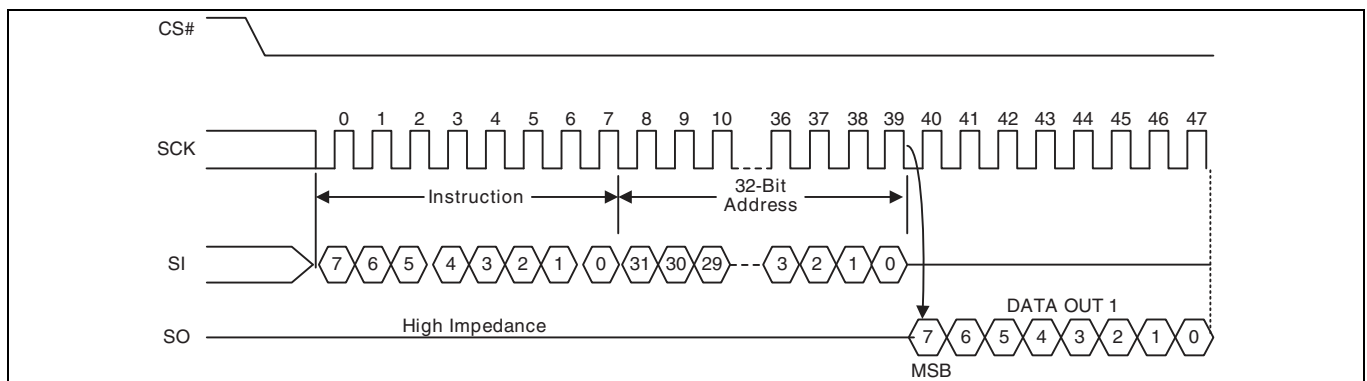 CS#
0 1 2 3 4 5 6 7 8 9 10 36 37 38 39 40 41 42 43 44 45 46 47
SCK
Instruction
32-Bit
Address
SI
7 6 5 4 3 2 1 0 31 30 29 3 2 1 0
DATA OUT 1
High Impedance
SO
7 6 5 4 3 2 1 0
MSB